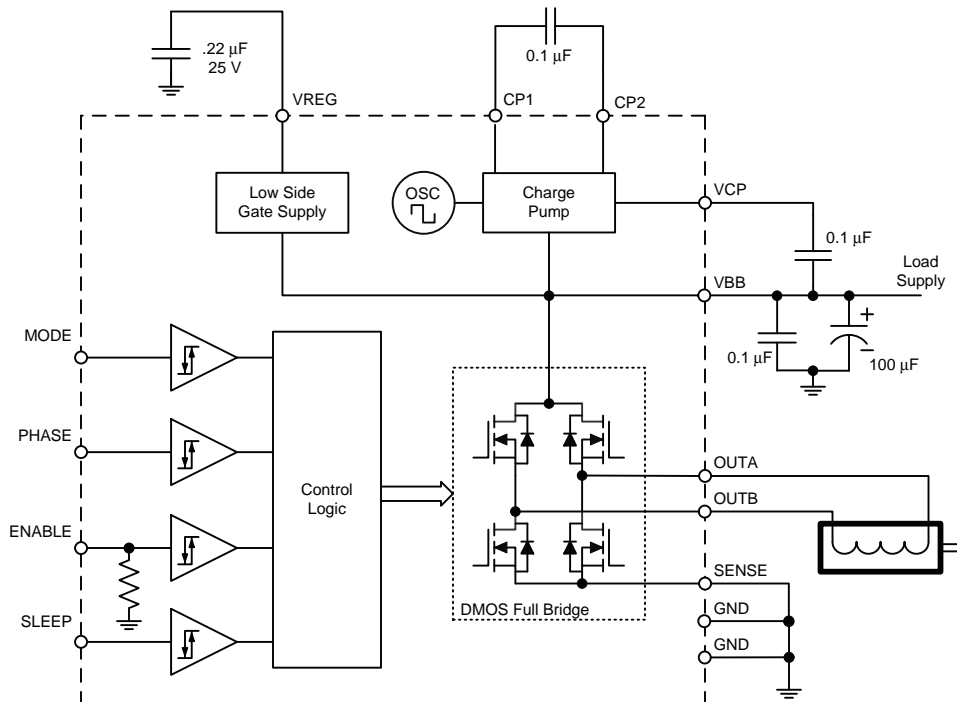 .22 μF
25 V
0.1 μF
VREG
CP1
CP2
Low Side
Gate Supply
OSC
Charge
Pump
VCP
0.1 μF
Load
Supply
VBB
MODE
0.1 μF
+
–
100 μF
PHASE
Control
Logic
OUTA
OUTB
ENABLE
SENSE
DMOS Full Bridge
GND
SLEEP
GND